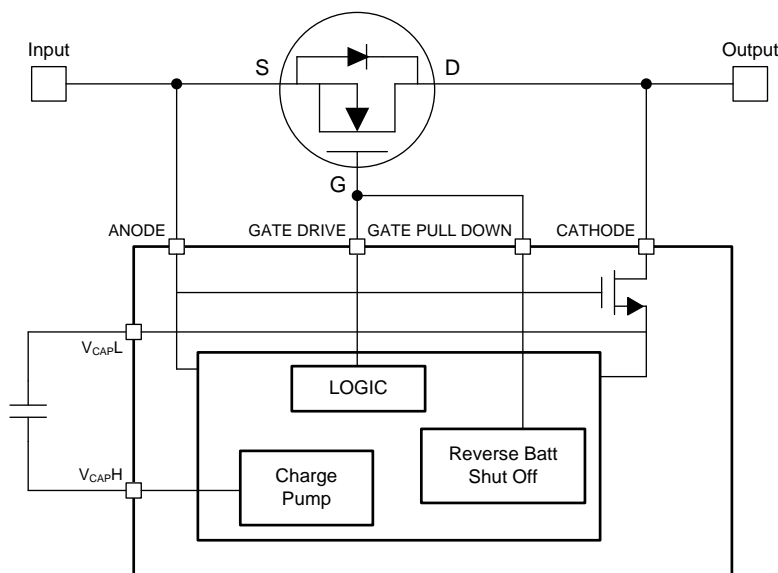 Input
Output
S
D
G
ANODE
GATE DRIVE
GATE PULL DOWN
CATHODE
VCAPL
LOGIC
Reverse Batt
Shut Off
Charge
Pump
VCAPH